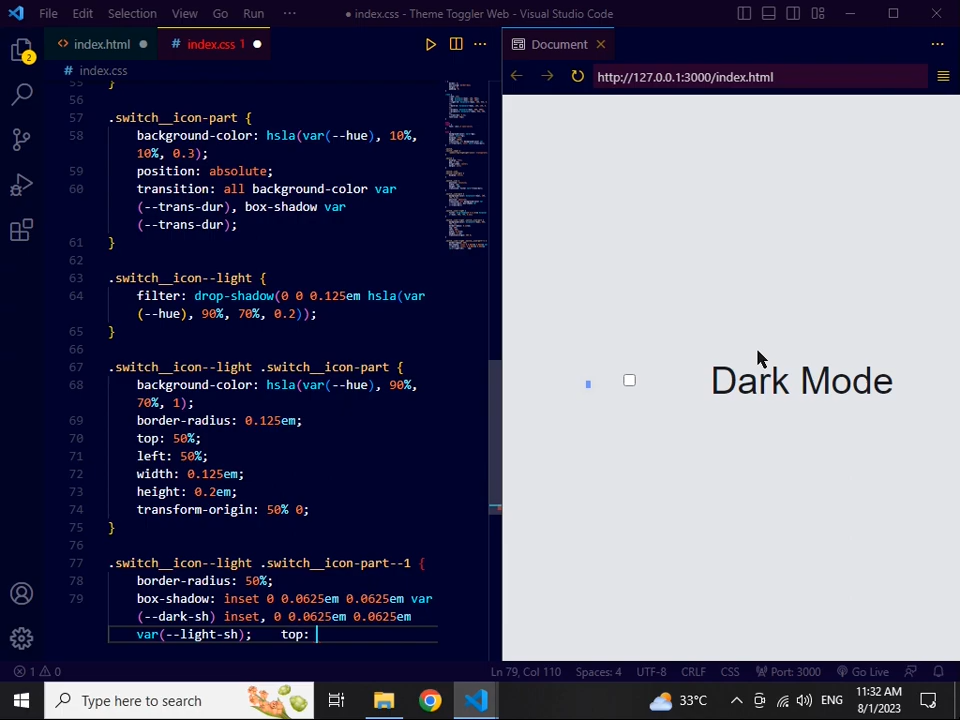 File Edit Selection View Go Run ··· ● index.css - Theme Toggler Web - Visual Studio Code
index.html ● # index.css 1 ● Document ×
# index.css
http://127.0.0.1:3000/index.html
2
55 }
56
57 .switch__icon-part {
58 background-color: hsla(var(--hue), 10%,
10%, 0.3);
59 position: absolute;
60 transition: all background-color var
(--trans-dur), box-shadow var
(--trans-dur);
61 }
62
63 .switch__icon--light {
64 filter: drop-shadow(0 0 0.125em hsla(var
(--hue), 90%, 70%, 0.2));
65 }
66
67 .switch__icon--light .switch__icon-part {
68 background-color: hsla(var(--hue), 90%,
70%, 1);
69 border-radius: 0.125em;
70 top: 50%;
71 left: 50%;
72 width: 0.125em;
73 height: 0.2em;
74 transform-origin: 50% 0;
75 }
76
77 .switch__icon--light .switch__icon-part--1 {
78 border-radius: 50%;
79 box-shadow: inset 0 0.0625em 0.0625em var
(--dark-sh) inset, 0 0.0625em 0.0625em
var(--light-sh); top:
Dark Mode
1 0 Ln 79, Col 110 Spaces: 4 UTF-8 CRLF CSS Port: 3000 Go Live
Type here to search 33°C ENG 11:32 AM
8/1/2023